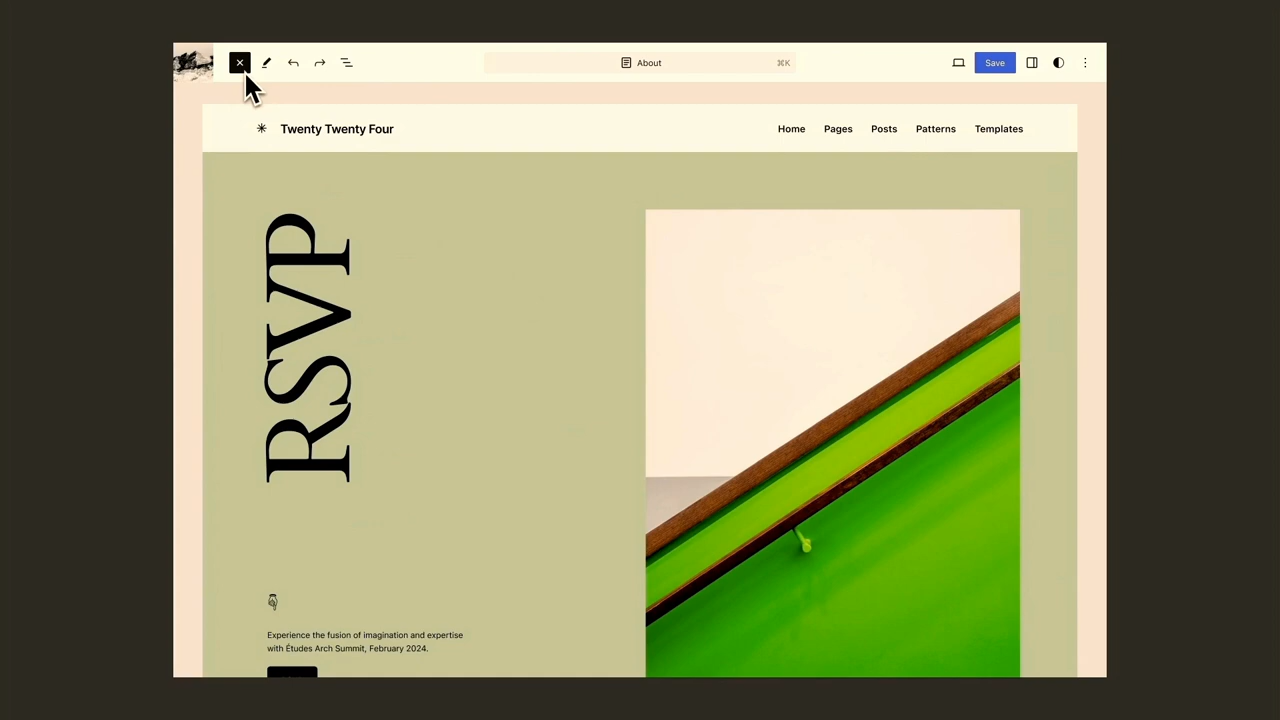 About
⌘K
Save
Twenty Twenty Four
Home
Pages
Posts
Patterns
Templates
RSVP
Experience the fusion of imagination and expertise
with Études Arch Summit, February 2024.